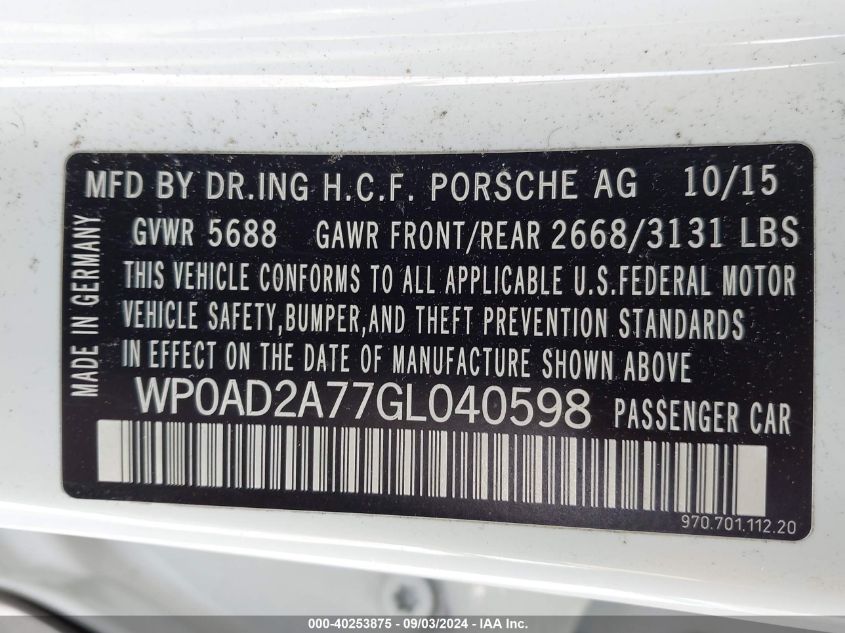 MFD BY DR.ING H.C.F. PORSCHE AG 10/15
GVWR 5688 GAWR FRONT/REAR 2668/3131 LBS
THIS VEHICLE CONFORMS TO ALL APPLICABLE U.S.FEDERAL MOTOR
VEHICLE SAFETY,BUMPER,AND THEFT PREVENTION STANDARDS
IN EFFECT ON THE DATE OF MANUFACTURE SHOWN ABOVE
MADE IN GERMANY
WP0AD2A77GL040598 PASSENGER CAR
970.701.112.20
000-40253875 - 09/03/2024 - IAA Inc.